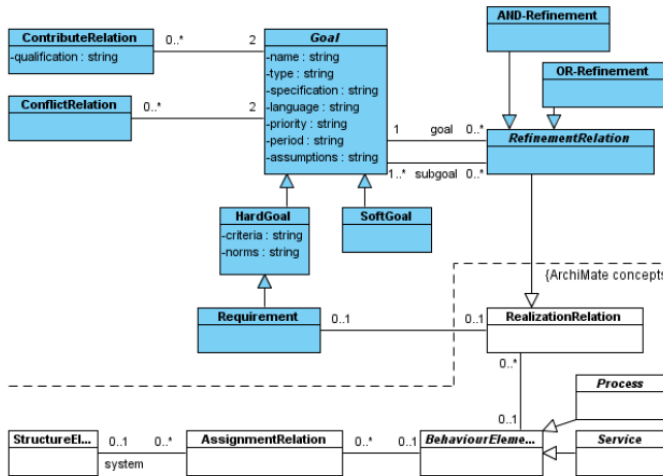 ContributeRelation
-qualification : string
0..*
2
Goal
-name : string
-type : string
-specification : string
-language : string
-priority : string
-period : string
-assumptions : string
AND-Refinement
OR-Refinement
ConflictRelation
0..*
2
1
goal
0..*
RefinementRelation
1..*
subgoal
0..*
HardGoal
-criteria : string
-norms : string
SoftGoal
{ArchiMate concepts
Requirement
0..1
0..1
RealizationRelation
0..*
Process
0..1
StructureEl...
0..1
system
0..*
AssignmentRelation
0..*
0..1
BehaviourEleme...
Service